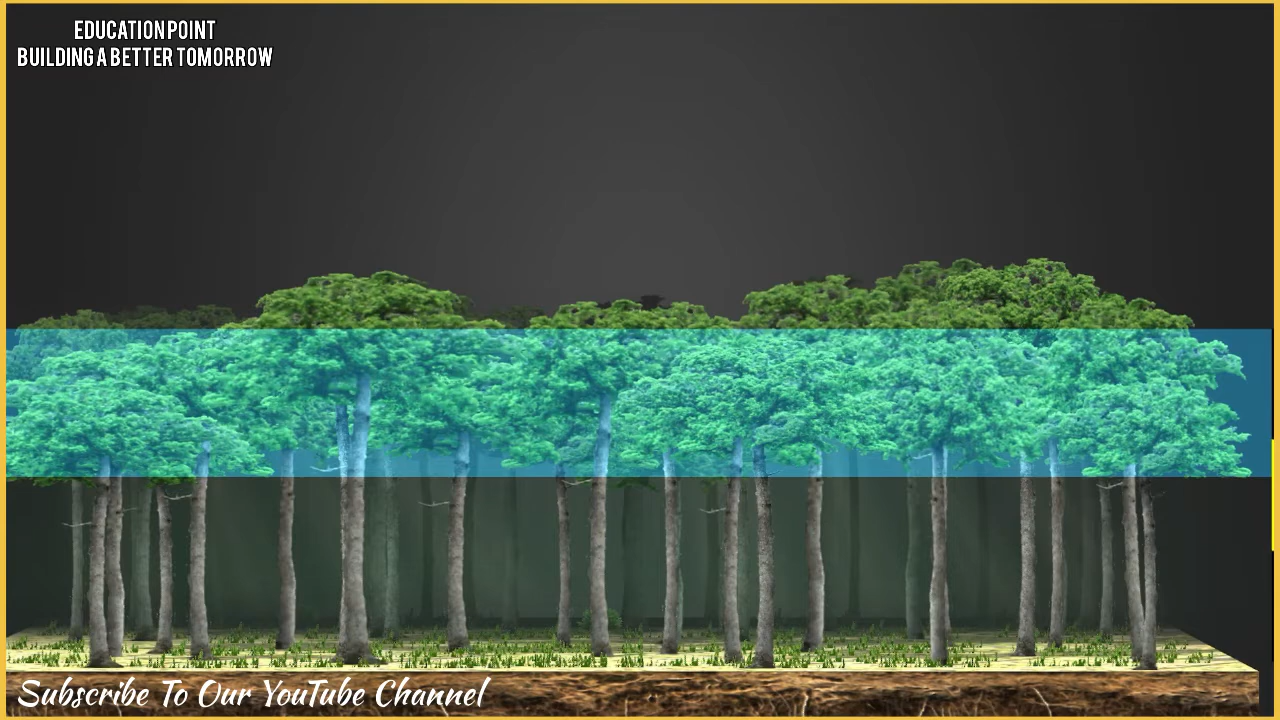 EDUCATION POINT
BUILDING A BETTER TOMORROW
Subscribe To Our YouTube Channel